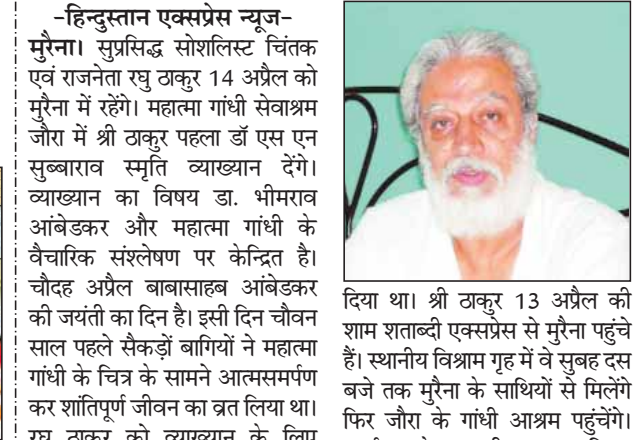 -हिन्दुस्तान एक्सप्रेस न्यूज-
मुरैना। सुप्रसिद्ध सोशलिस्ट चिंतक
एवं राजनेता रघु ठाकुर 14 अप्रैल को
मुरैना में रहेंगे। महात्मा गांधी सेवाश्रम
जौरा में श्री ठाकुर पहला डॉ एस एन
सुब्बाराव स्मृति व्याख्यान देंगे।
व्याख्यान का विषय डा. भीमराव
आंबेडकर और महात्मा गांधी के
वैचारिक संश्लेषण पर केन्द्रित है।
चौदह अप्रैल बाबासाहब आंबेडकर
की जयंती का दिन है। इसी दिन चौवन
साल पहले सैकड़ों बागियों ने महात्मा
गांधी के चित्र के सामने आत्मसमर्पण
कर शांतिपूर्ण जीवन का व्रत लिया था।
रघु ठाकुर को व्याख्यान के लिए
दिया था। श्री ठाकुर 13 अप्रैल की
शाम शताब्दी एक्सप्रेस से मुरैना पहुंचे
हैं। स्थानीय विश्राम गृह में वे सुबह दस
बजे तक मुरैना के साथियों से मिलेंगे
फिर जौरा के गांधी आश्रम पहुंचेंगे।